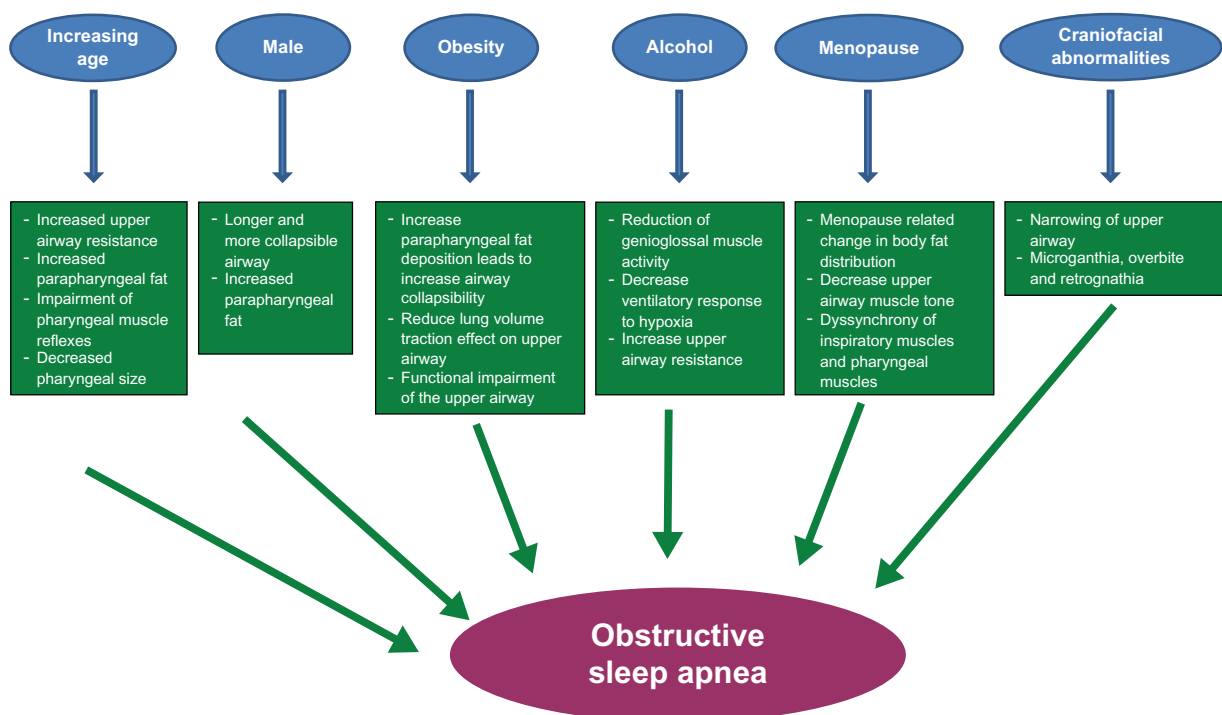 Increasing
age
Male
Obesity
Alcohol
Menopause
Craniofacial
abnormalities
- Increased upper
airway resistance
- Increased
parapharyngeal fat
- Impairment of
pharyngeal muscle
reflexes
- Decreased
pharyngeal size
- Longer and
more collapsible
airway
- Increased
parapharyngeal
fat
- Increase
parapharyngeal fat
deposition leads to
increase airway
collapsibility
- Reduce lung volume
traction effect on upper
airway
- Functional impairment
of the upper airway
- Reduction of
genioglossal muscle
activity
- Decrease
ventilatory response
to hypoxia
- Increase upper
airway resistance
- Menopause related
change in body fat
distribution
- Decrease upper
airway muscle tone
- Dyssynchrony of
inspiratory muscles
and pharyngeal
muscles
- Narrowing of upper
airway
- Microganthia, overbite
and retrognathia
Obstructive
sleep apnea